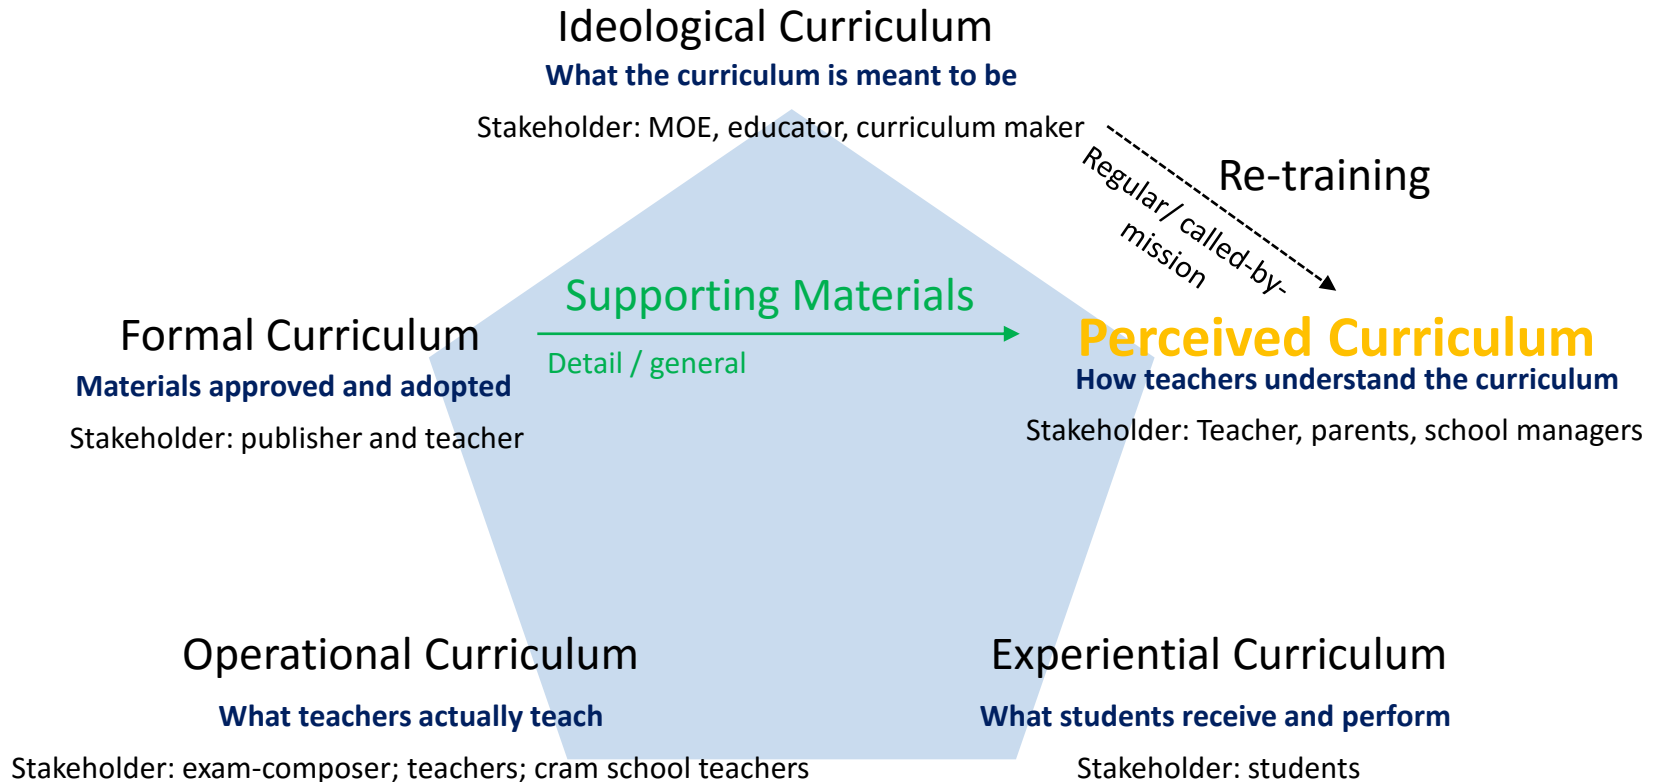 Ideological Curriculum
What the curriculum is meant to be
Stakeholder: MOE, educator, curriculum maker
Re-training
Regular/ called-by-
mission
Supporting Materials
Detail / general
Formal Curriculum
Materials approved and adopted
Stakeholder: publisher and teacher
Perceived Curriculum
How teachers understand the curriculum
Stakeholder: Teacher, parents, school managers
Operational Curriculum
What teachers actually teach
Stakeholder: exam-composer; teachers; cram school teachers
Experiential Curriculum
What students receive and perform
Stakeholder: students